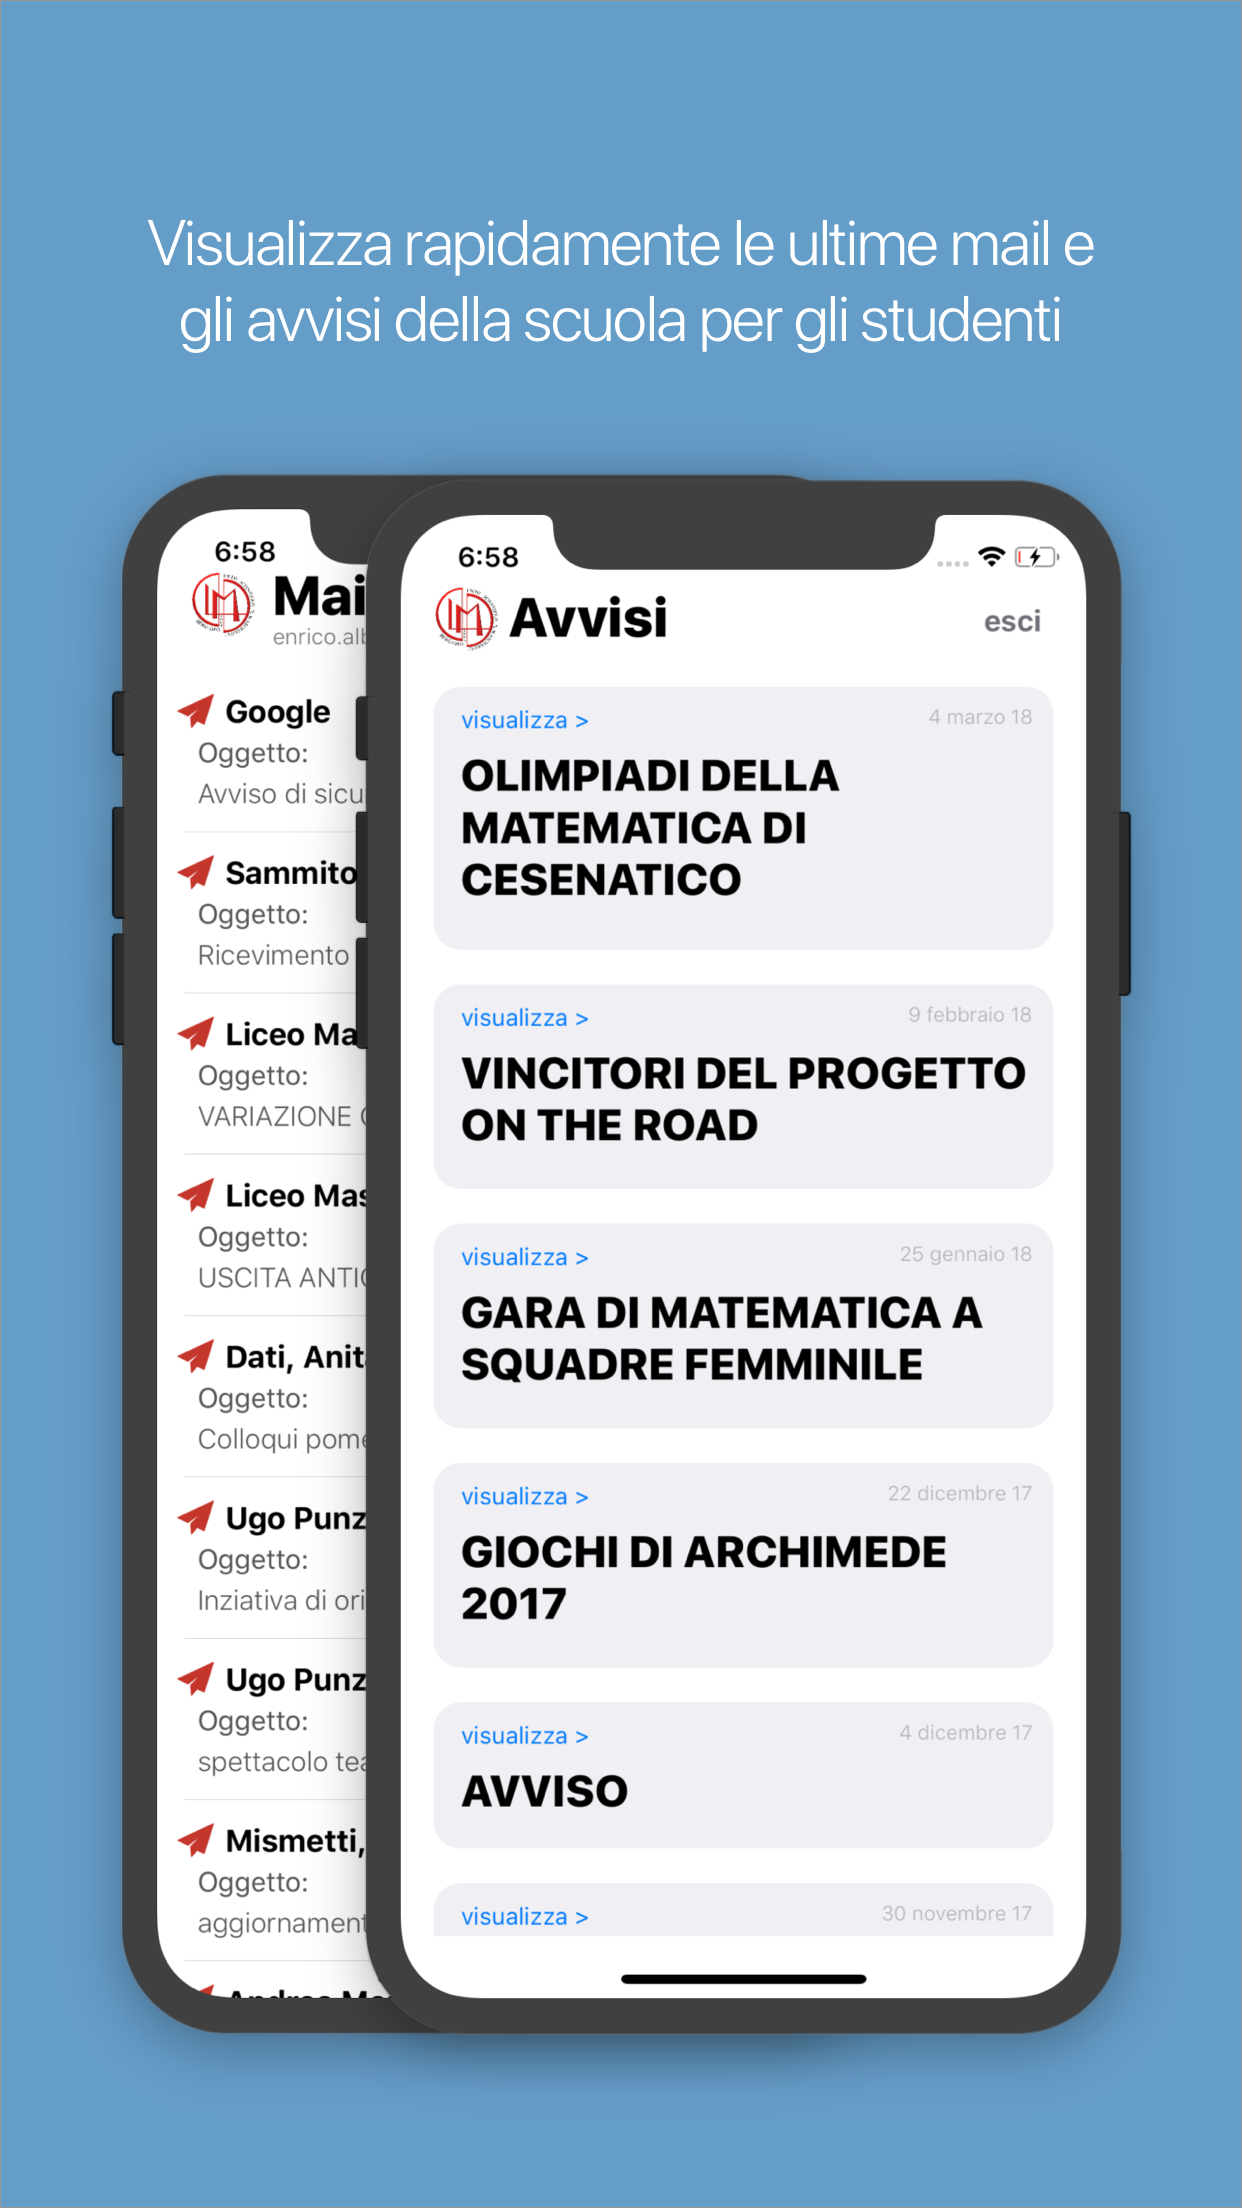 Visualizza rapidamente le ultime mail e
gli avvisi della scuola per gli studenti
6:58
Mai
enrico.alb
Google
Oggetto:
Avviso di sicu
Sammito
Oggetto:
Ricevimento
Liceo Ma
Oggetto:
VARIAZIONE
Liceo Mas
Oggetto:
USCITA ANTIC
Dati, Anita
Oggetto:
Colloqui pome
Ugo Punz
Oggetto:
Inziativa di ori
Ugo Punz
Oggetto:
spettacolo tea
Mismetti,
Oggetto:
aggiornament
6:58
Avvisi
esci
visualizza >
4 marzo 18
OLIMPIADI DELLA
MATEMATICA DI
CESENATICO
visualizza >
9 febbraio 18
VINCITORI DEL PROGETTO
ON THE ROAD
visualizza >
25 gennaio 18
GARA DI MATEMATICA A
SQUADRE FEMMINILE
visualizza >
22 dicembre 17
GIOCHI DI ARCHIMEDE
2017
visualizza >
4 dicembre 17
AVVISO
visualizza >
30 novembre 17